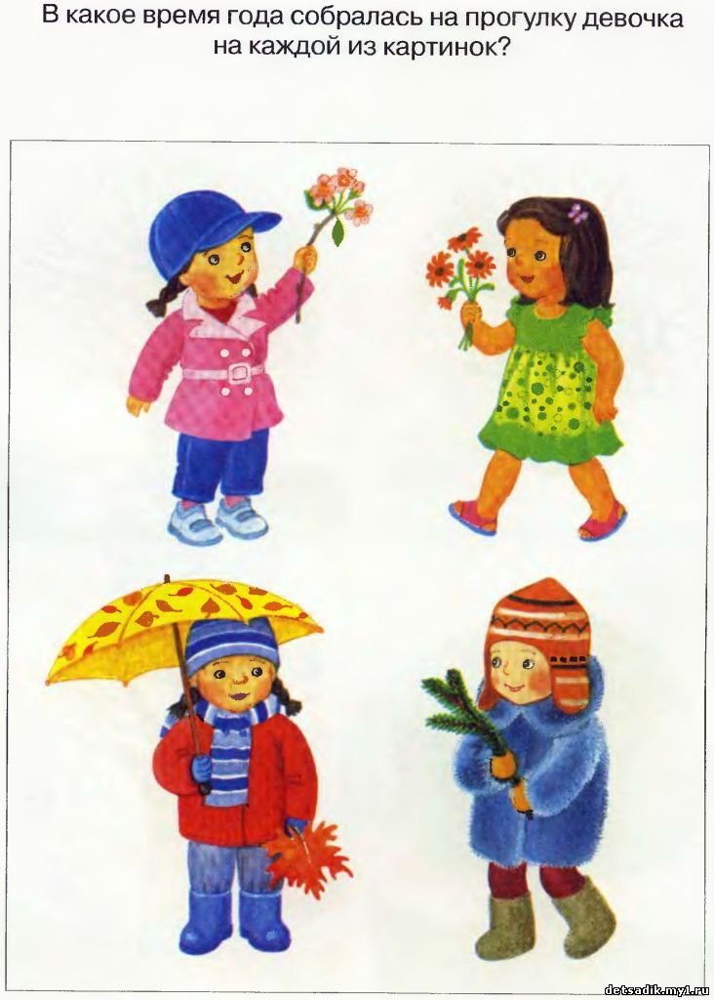 В какое время года собралась на прогулку девочка
на каждой из картинок?
detsadik.my1.ru